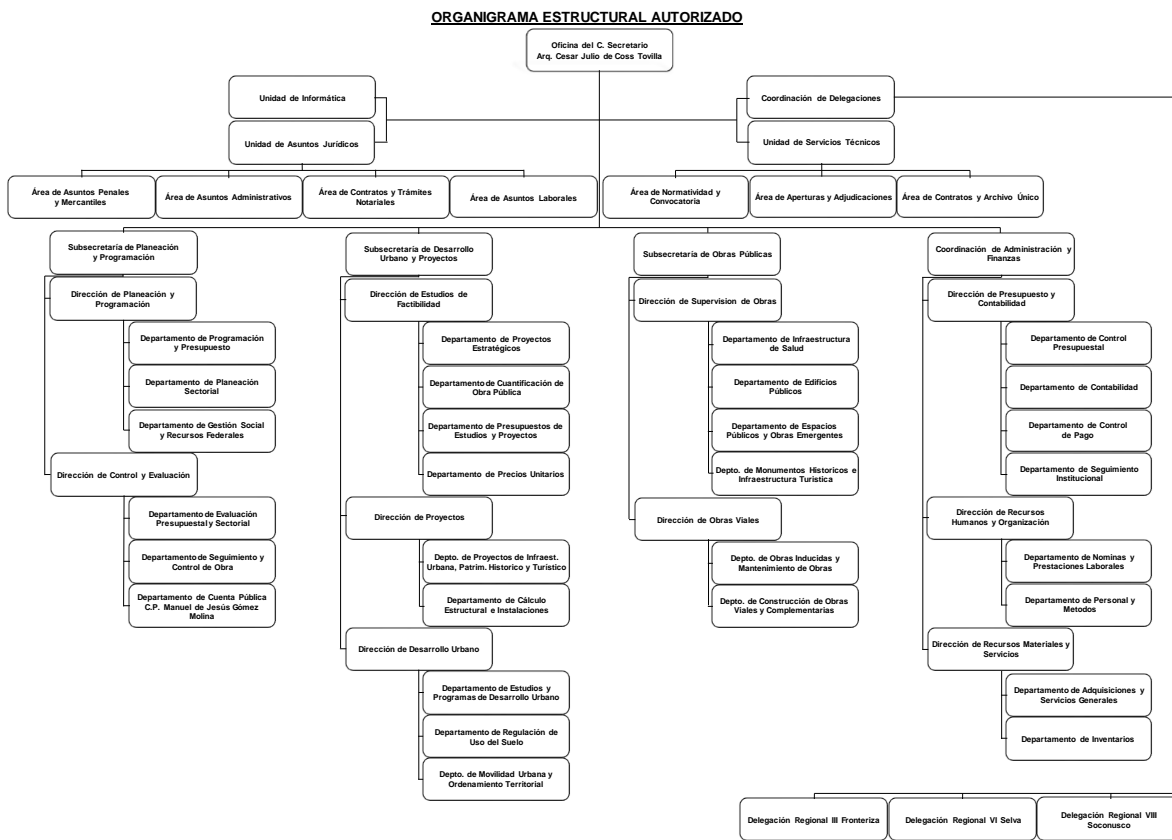 ORGANIGRAMA ESTRUCTURAL AUTORIZADO
Oficina del C. Secretario
Arq. Cesar Julio de Coss Tovilla
Unidad de Informática
Coordinación de Delegaciones
Unidad de Asuntos Jurídicos
Unidad de Servicios Técnicos
Área de Asuntos Penales
y Mercantiles
Área de Asuntos Administrativos
Área de Contratos y Trámites
Notariales
Área de Asuntos Laborales
Área de Normatividad y
Convocatoria
Área de Aperturas y Adjudicaciones
Área de Contratos y Archivo Único
Subsecretaría de Planeación
y Programación
Dirección de Planeación y
Programación
Departamento de Programación
y Presupuesto
Departamento de Planeación
Sectorial
Departamento de Gestión Social
y Recursos Federales
Dirección de Control y Evaluación
Departamento de Evaluación
Presupuestal y Sectorial
Departamento de Seguimiento y
Control de Obra
Departamento de Cuenta Pública
C.P. Manuel de Jesús Gómez
Molina
Subsecretaría de Desarrollo
Urbano y Proyectos
Dirección de Estudios de
Factibilidad
Departamento de Proyectos
Estratégicos
Departamento de Cuantificación de
Obra Pública
Departamento de Presupuestos de
Estudios y Proyectos
Departamento de Precios Unitarios
Dirección de Proyectos
Depto. de Proyectos de Infraest.
Urbana, Patrim. Historico y Turístico
Departamento de Cálculo
Estructural e Instalaciones
Dirección de Desarrollo Urbano
Departamento de Estudios y
Programas de Desarrollo Urbano
Departamento de Regulación de
Uso del Suelo
Depto. de Movilidad Urbana y
Ordenamiento Territorial
Subsecretaría de Obras Públicas
Dirección de Supervision de Obras
Departamento de Infraestructura
de Salud
Departamento de Edificios
Públicos
Departamento de Espacios
Públicos y Obras Emergentes
Depto. de Monumentos Historicos e
Infraestructura Turistica
Dirección de Obras Viales
Depto. de Obras Inducidas y
Mantenimiento de Obras
Depto. de Construcción de Obras
Viales y Complementarias
Coordinación de Administración y
Finanzas
Dirección de Presupuesto y
Contabilidad
Departamento de Control
Presupuestal
Departamento de Contabilidad
Departamento de Control
de Pago
Departamento de Seguimiento
Institucional
Dirección de Recursos
Humanos y Organización
Departamento de Nominas y
Prestaciones Laborales
Departamento de Personal y
Metodos
Dirección de Recursos Materiales y
Servicios
Departamento de Adquisiciones y
Servicios Generales
Departamento de Inventarios
Delegación Regional III Fronteriza
Delegación Regional VI Selva
Delegación Regional VIII
Soconusco